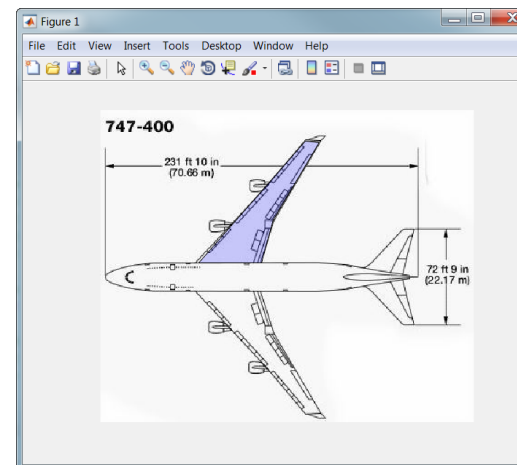 Figure 1
File Edit View Insert Tools Desktop Window Help
747-400
231 ft 10 in
(70.66 m)
72 ft 9 in
(22.17 m)